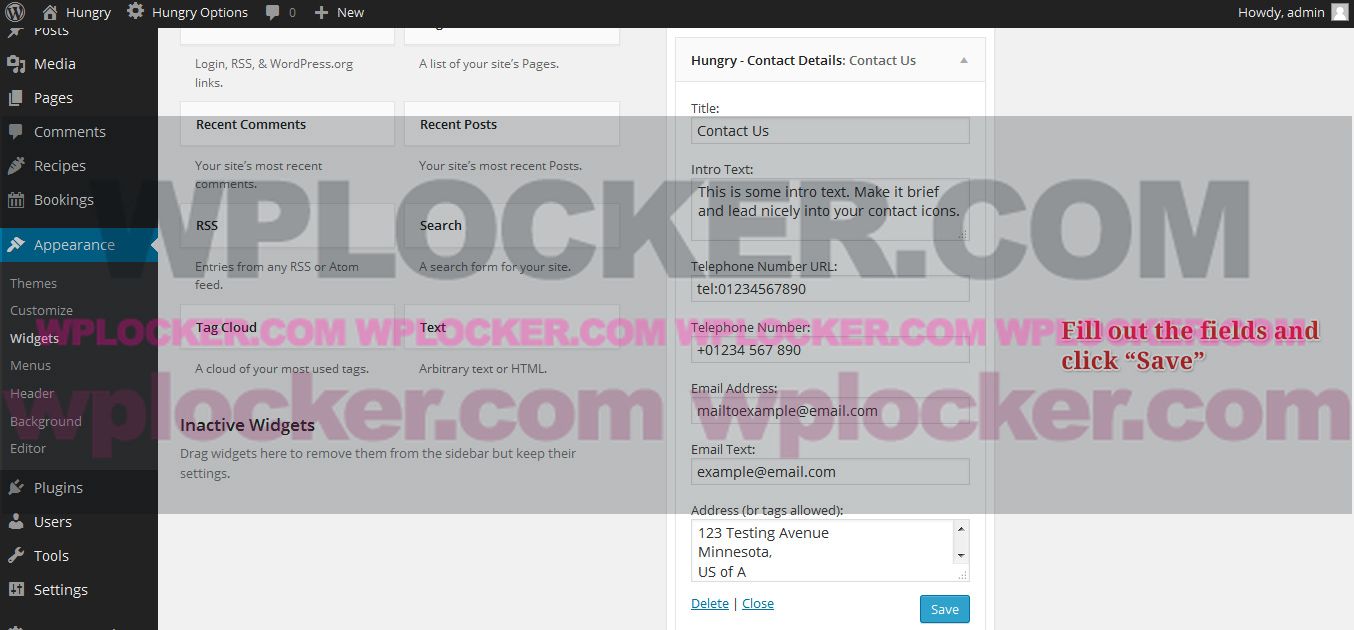 Hungry
Hungry Options
0
New
Howdy, admin
Posts
Media
Pages
Comments
Recipes
Bookings
Appearance
Themes
Customize
Widgets
Menus
Header
Background
Editor
Plugins
Users
Tools
Settings
Login, RSS, & WordPress.org
links.
A list of your site's Pages.
Recent Comments
Your site's most recent
comments.
Recent Posts
Your site's most recent Posts.
RSS
Entries from any RSS or Atom
feed.
Search
A search form for your site.
Tag Cloud
A cloud of your most used tags.
Text
Arbitrary text or HTML.
Inactive Widgets
Drag widgets here to remove them from the sidebar but keep their
settings.
Hungry - Contact Details: Contact Us
Title:
Contact Us
Intro Text:
This is some intro text. Make it brief
and lead nicely into your contact icons.
Telephone Number URL:
tel:01234567890
Telephone Number:
+01234 567 890
Email Address:
mailtoexample@email.com
Email Text:
example@email.com
Address (br tags allowed):
123 Testing Avenue
Minnesota,
US of A
Delete | Close
Save
Fill out the fields and
click “Save”
WPLOCKER.COM
WPLOCKER.COM WPLOCKER.COM WPLOCKER.COM WPLOCKER.COM
wplocker.com wplocker.com